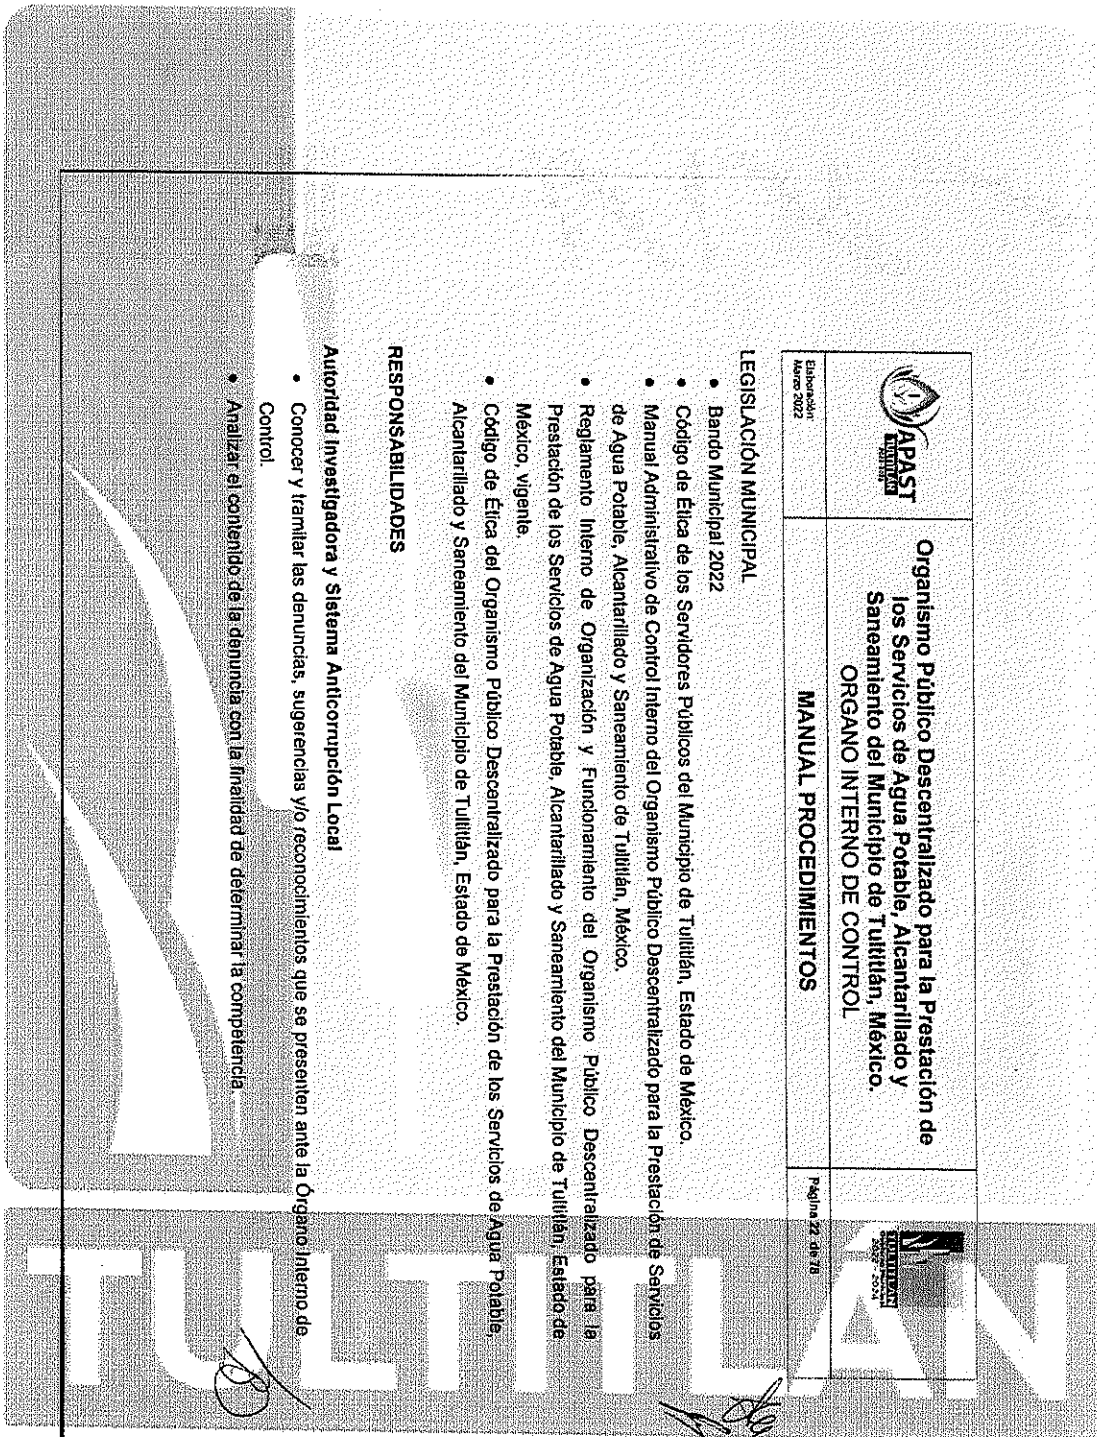 APAST
TULTITLÁN
Organismo Público Descentralizado para la Prestación de
los Servicios de Agua Potable, Alcantarillado y
Saneamiento del Municipio de Tultitlán, México.
ORGANO INTERNO DE CONTROL
TULTITLÁN
2022 - 2024
Elaboración:
Marzo 2022
MANUAL PROCEDIMIENTOS
Página 22 de 78
LEGISLACIÓN MUNICIPAL
• Bando Municipal 2022
• Código de Ética de los Servidores Públicos del Municipio de Tultitlán, Estado de México.
• Manual Administrativo de Control Interno del Organismo Público Descentralizado para la Prestación de Servicios
de Agua Potable, Alcantarillado y Saneamiento de Tultitlán, México.
• Reglamento Interno de Organización y Funcionamiento del Organismo Público Descentralizado para la
Prestación de los Servicios de Agua Potable, Alcantarillado y Saneamiento del Municipio de Tultitlán, Estado de
México, vigente.
• Código de Ética del Organismo Público Descentralizado para la Prestación de los Servicios de Agua Potable,
Alcantarillado y Saneamiento del Municipio de Tultitlán, Estado de México.
RESPONSABILIDADES
Autoridad Investigadora y Sistema Anticorrupción Local
• Conocer y tramitar las denuncias, sugerencias y/o reconocimientos que se presenten ante la Órgano Interno de
Control.
• Analizar el contenido de la denuncia con la finalidad de determinar la competencia.
TULTITLÁN